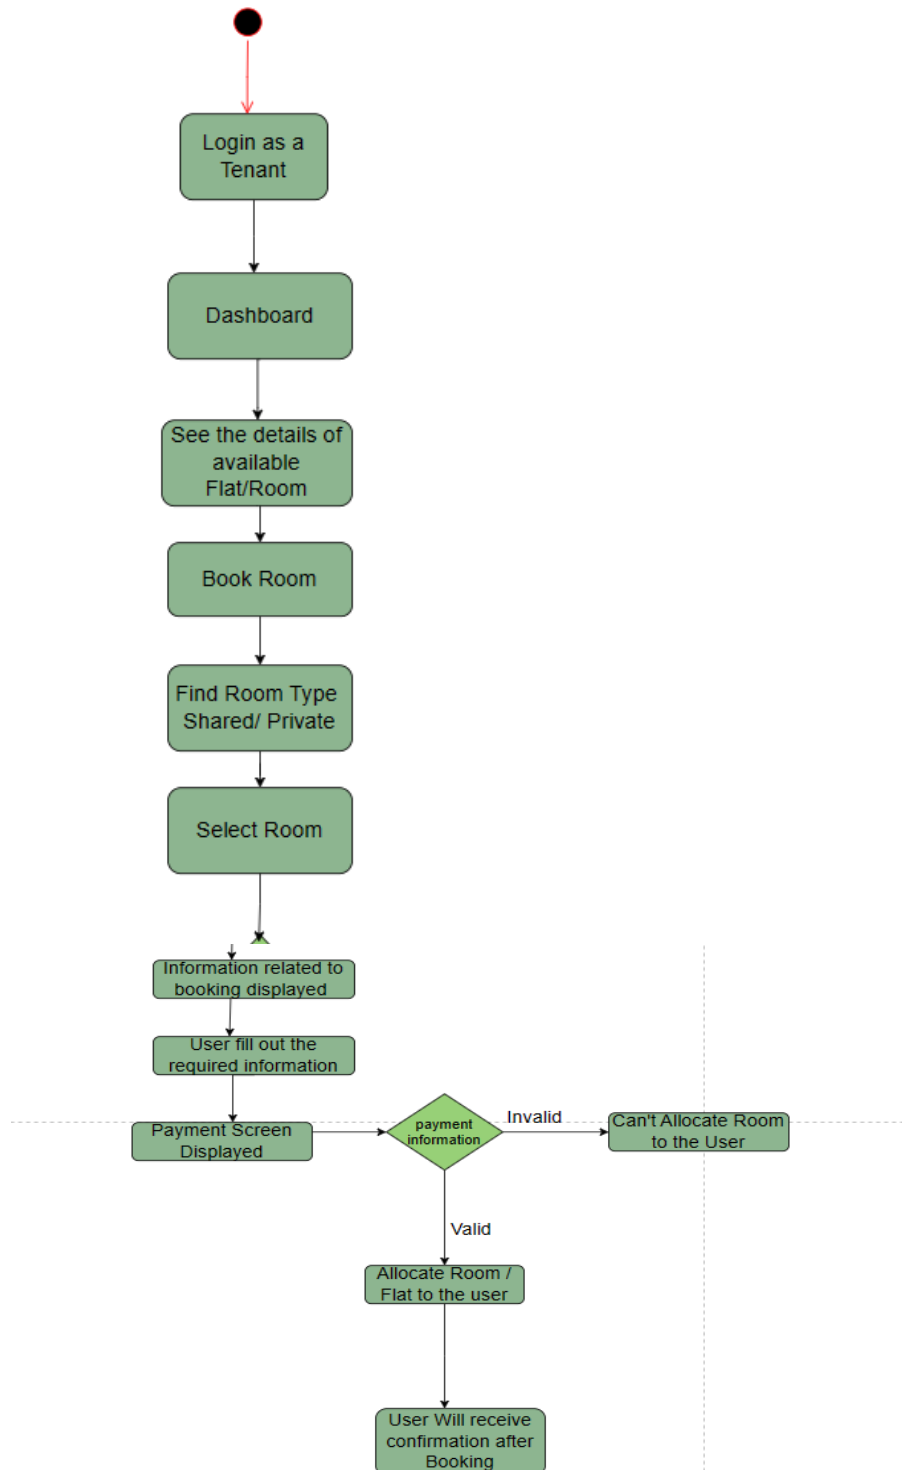 Login as a
Tenant
Dashboard
See the details of
available
Flat/Room
Book Room
Find Room Type
Shared/ Private
Select Room
Information related to
booking displayed
User fill out the
required information
Payment Screen
Displayed
payment
information
Invalid
Can't Allocate Room
to the User
Valid
Allocate Room /
Flat to the user
User Will receive
confirmation after
Booking